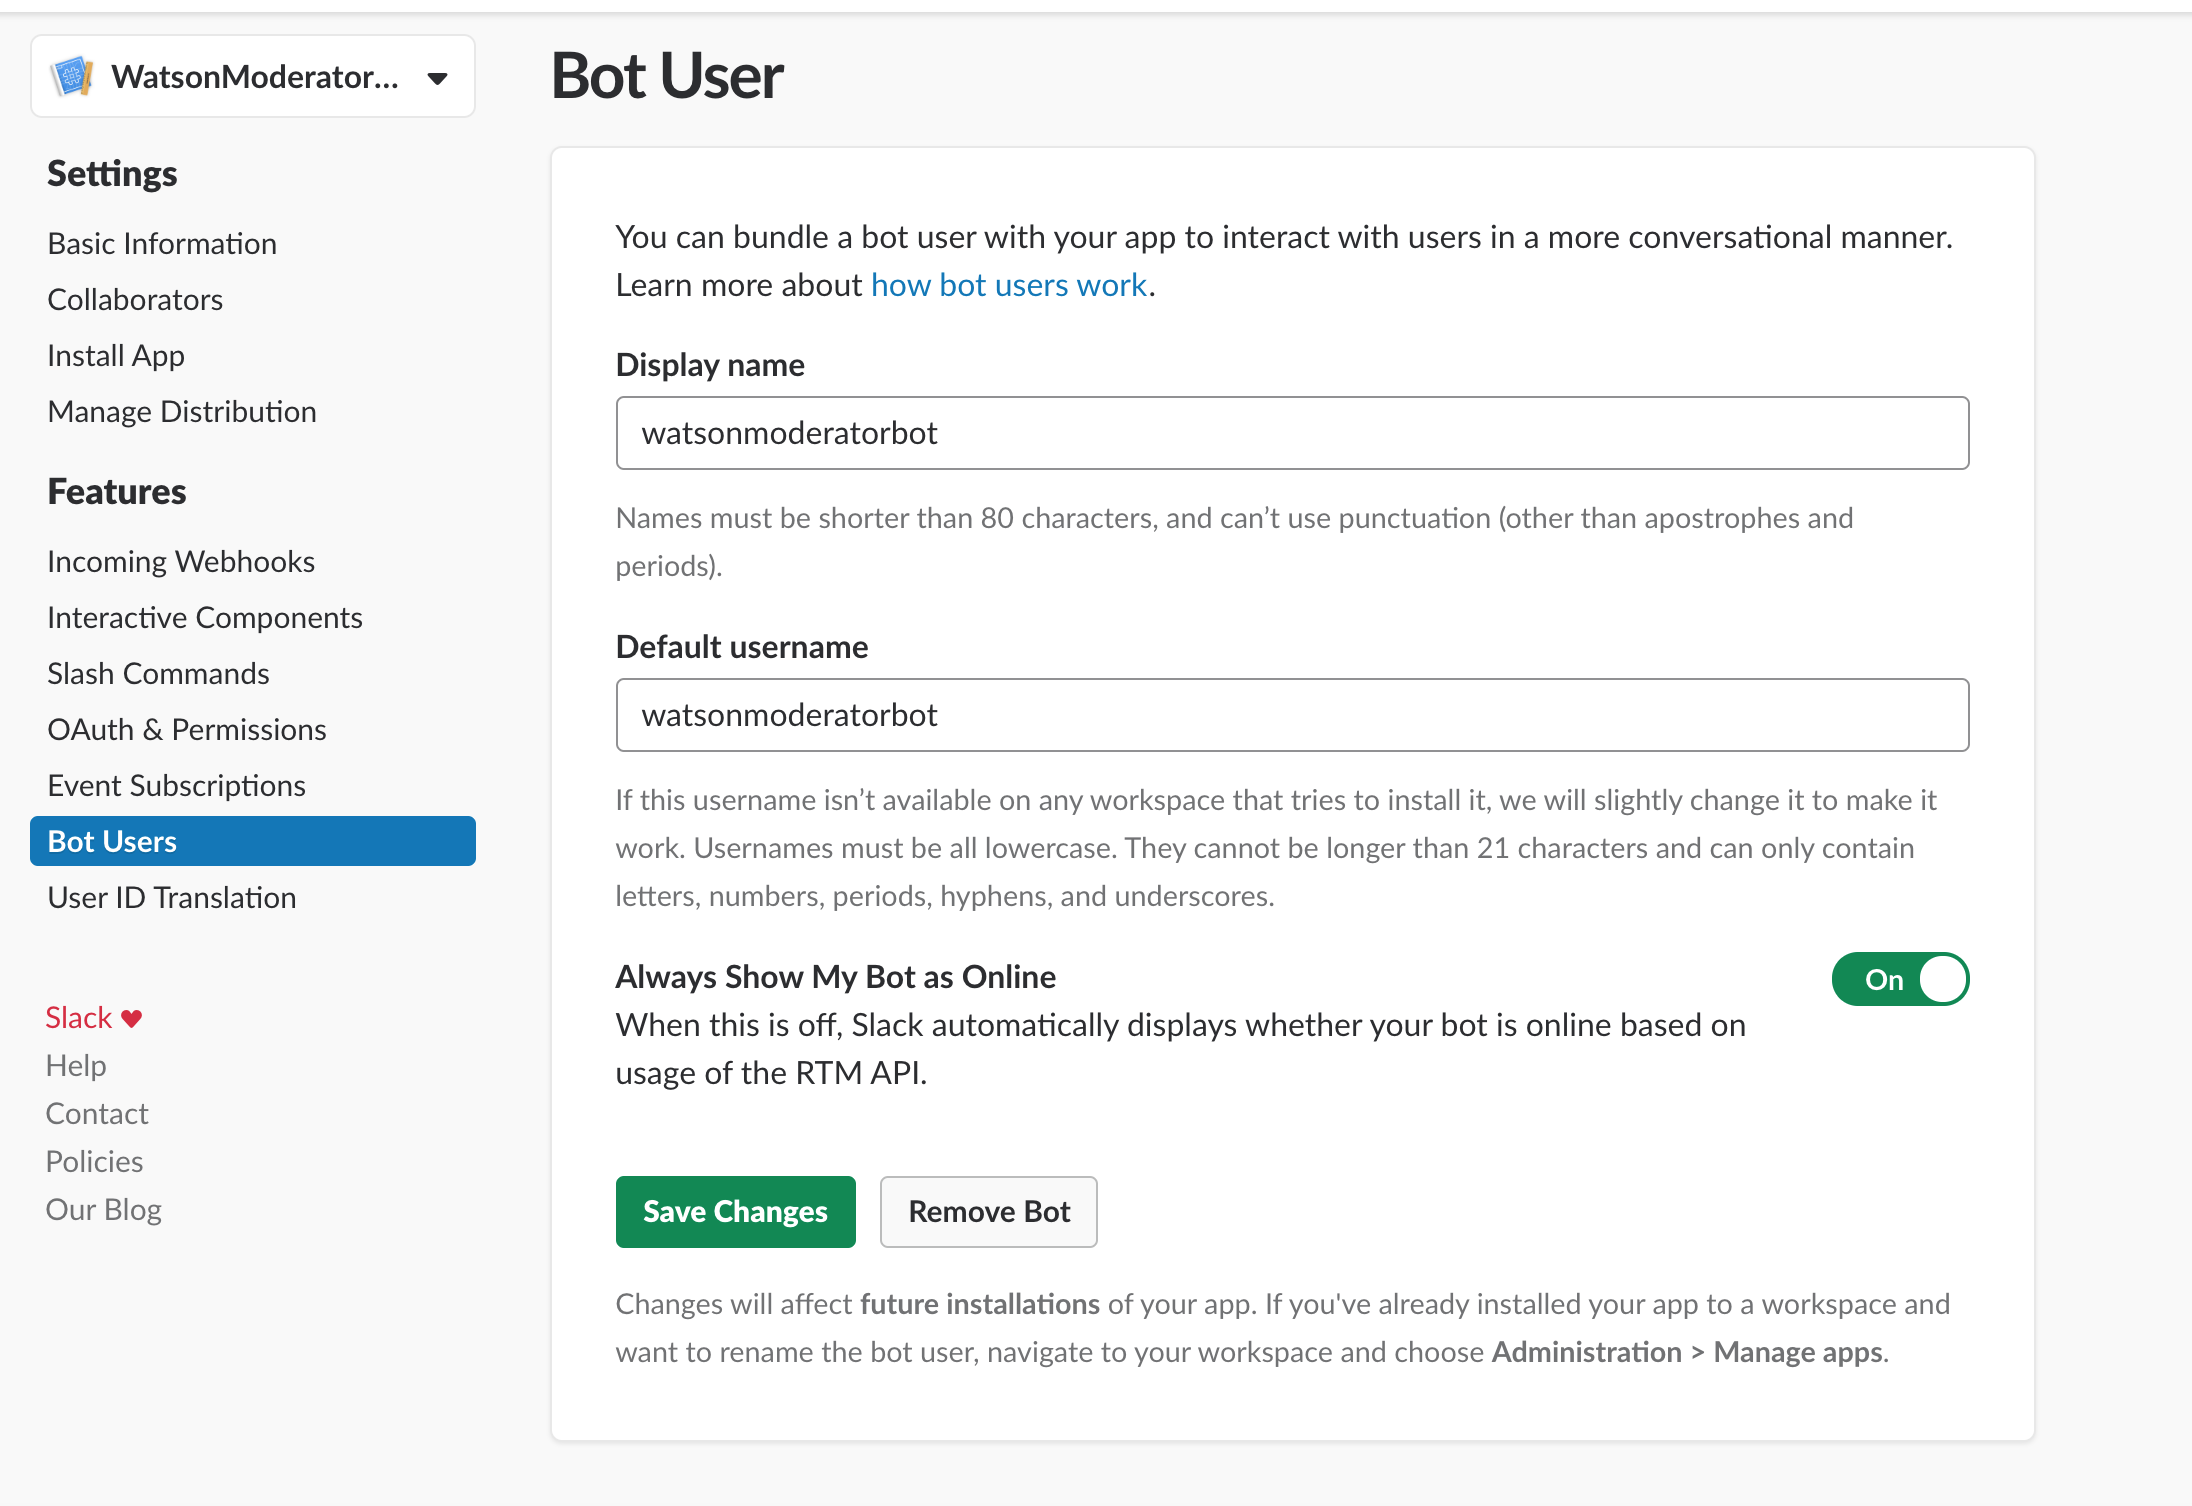 WatsonModerator...
Settings
Basic Information
Collaborators
Install App
Manage Distribution
Features
Incoming Webhooks
Interactive Components
Slash Commands
OAuth & Permissions
Event Subscriptions
Bot Users
User ID Translation
Slack ♥
Help
Contact
Policies
Our Blog
Bot User
You can bundle a bot user with your app to interact with users in a more conversational manner.
Learn more about how bot users work.
Display name
watsonmoderatorbot
Names must be shorter than 80 characters, and can’t use punctuation (other than apostrophes and
periods).
Default username
watsonmoderatorbot
If this username isn’t available on any workspace that tries to install it, we will slightly change it to make it
work. Usernames must be all lowercase. They cannot be longer than 21 characters and can only contain
letters, numbers, periods, hyphens, and underscores.
Always Show My Bot as Online
On
When this is off, Slack automatically displays whether your bot is online based on
usage of the RTM API.
Save Changes
Remove Bot
Changes will affect future installations of your app. If you've already installed your app to a workspace and
want to rename the bot user, navigate to your workspace and choose Administration > Manage apps.